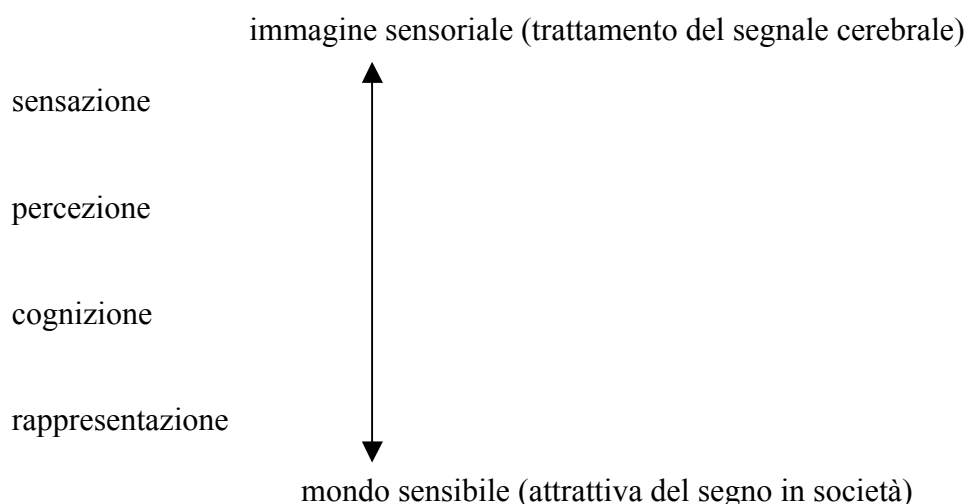 immagine sensoriale (trattamento del segnale cerebrale)
sensazione
percezione
cognizione
rappresentazione
mondo sensibile (attrattiva del segno in società)